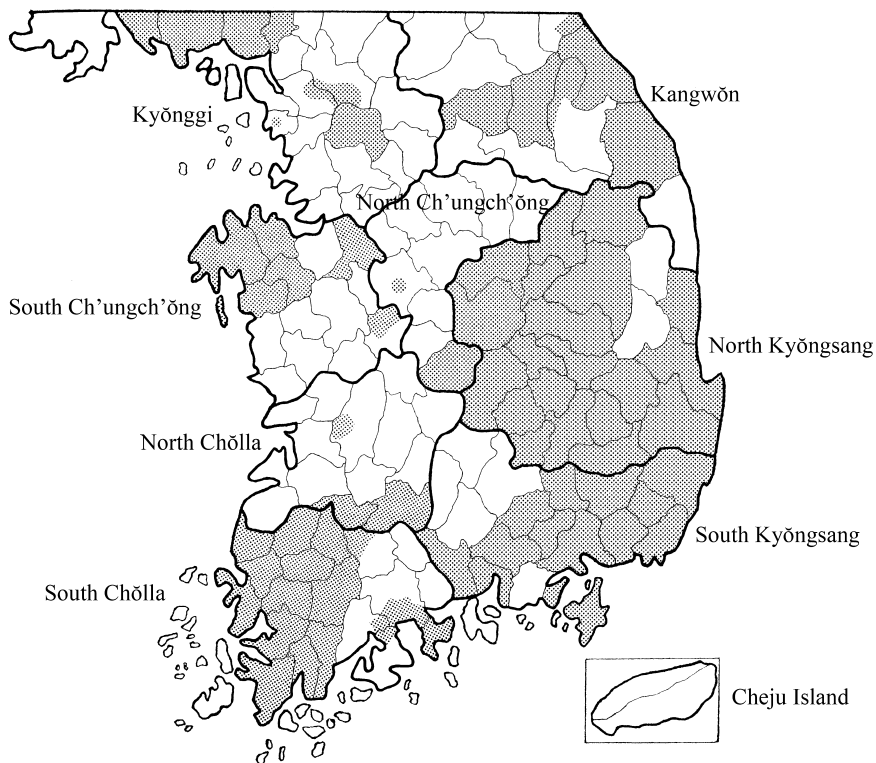 Kangwŏn
Kyŏnggi
North Ch’ungch’ŏng
South Ch’ungch’ŏng
North Kyŏngsang
North Chŏlla
South Kyŏngsang
South Chŏlla
Cheju Island